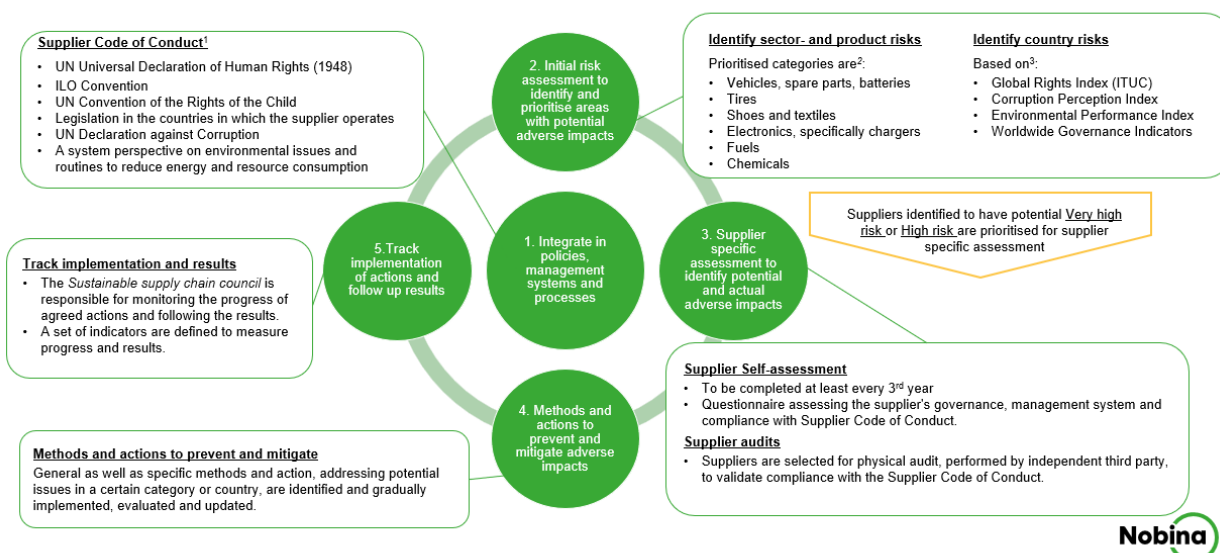 Supplier Code of Conduct1
• UN Universal Declaration of Human Rights (1948)
• ILO Convention
• UN Convention of the Rights of the Child
• Legislation in the countries in which the supplier operates
• UN Declaration against Corruption
• A system perspective on environmental issues and
routines to reduce energy and resource consumption
2. Initial risk
assessment to
identify and
prioritise areas
with potential
adverse impacts
Identify sector- and product risks
Prioritised categories are2:
• Vehicles, spare parts, batteries
• Tires
• Shoes and textiles
• Electronics, specifically chargers
• Fuels
• Chemicals
Identify country risks
Based on3:
• Global Rights Index (ITUC)
• Corruption Perception Index
• Environmental Performance Index
• Worldwide Governance Indicators
Suppliers identified to have potential Very high
risk or High risk are prioritised for supplier
specific assessment
5.Track
implementation
of actions and
follow up results
1. Integrate in
policies,
management
systems and
processes
3. Supplier
specific
assessment to
identify potential
and actual
adverse impacts
Track implementation and results
• The Sustainable supply chain council is
responsible for monitoring the progress of
agreed actions and following the results.
• A set of indicators are defined to measure
progress and results.
Supplier Self-assessment
• To be completed at least every 3rd year
• Questionnaire assessing the supplier's governance, management system and
compliance with Supplier Code of Conduct.
Supplier audits
• Suppliers are selected for physical audit, performed by independent third party,
to validate compliance with the Supplier Code of Conduct.
4. Methods and
actions to
prevent and
mitigate adverse
impacts
Methods and actions to prevent and mitigate
General as well as specific methods and action, addressing potential
issues in a certain category or country, are identified and gradually
implemented, evaluated and updated.
Nobina